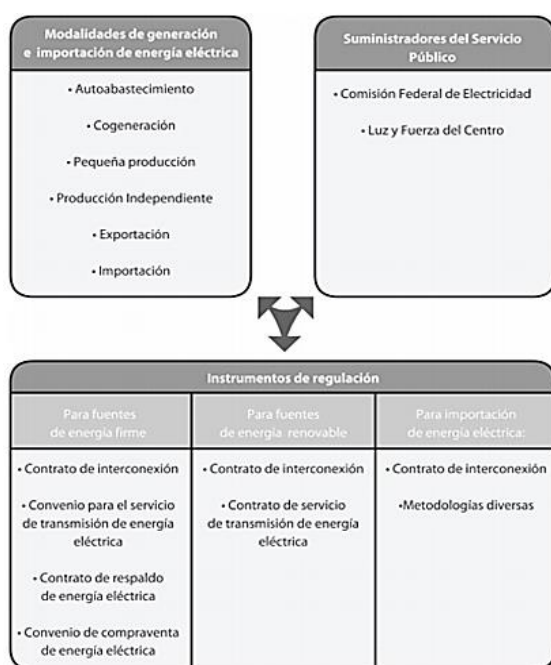 Modalidades de generación
e importación de energía eléctrica
• Autoabastecimiento
• Cogeneración
• Pequeña producción
• Producción Independiente
• Exportación
• Importación
Suministradores del Servicio
Público
• Comisión Federal de Electricidad
• Luz y Fuerza del Centro
Instrumentos de regulación
Para fuentes
de energía firme
• Contrato de interconexión
• Convenio para el servicio
de transmisión de energía
eléctrica
• Contrato de respaldo
de energía eléctrica
• Convenio de compraventa
de energía eléctrica
Para fuentes
de energía renovable
• Contrato de interconexión
• Contrato de servicio
de transmisión de energía
eléctrica
Para importación
de energía eléctrica:
• Contrato de interconexión
•Metodologías diversas